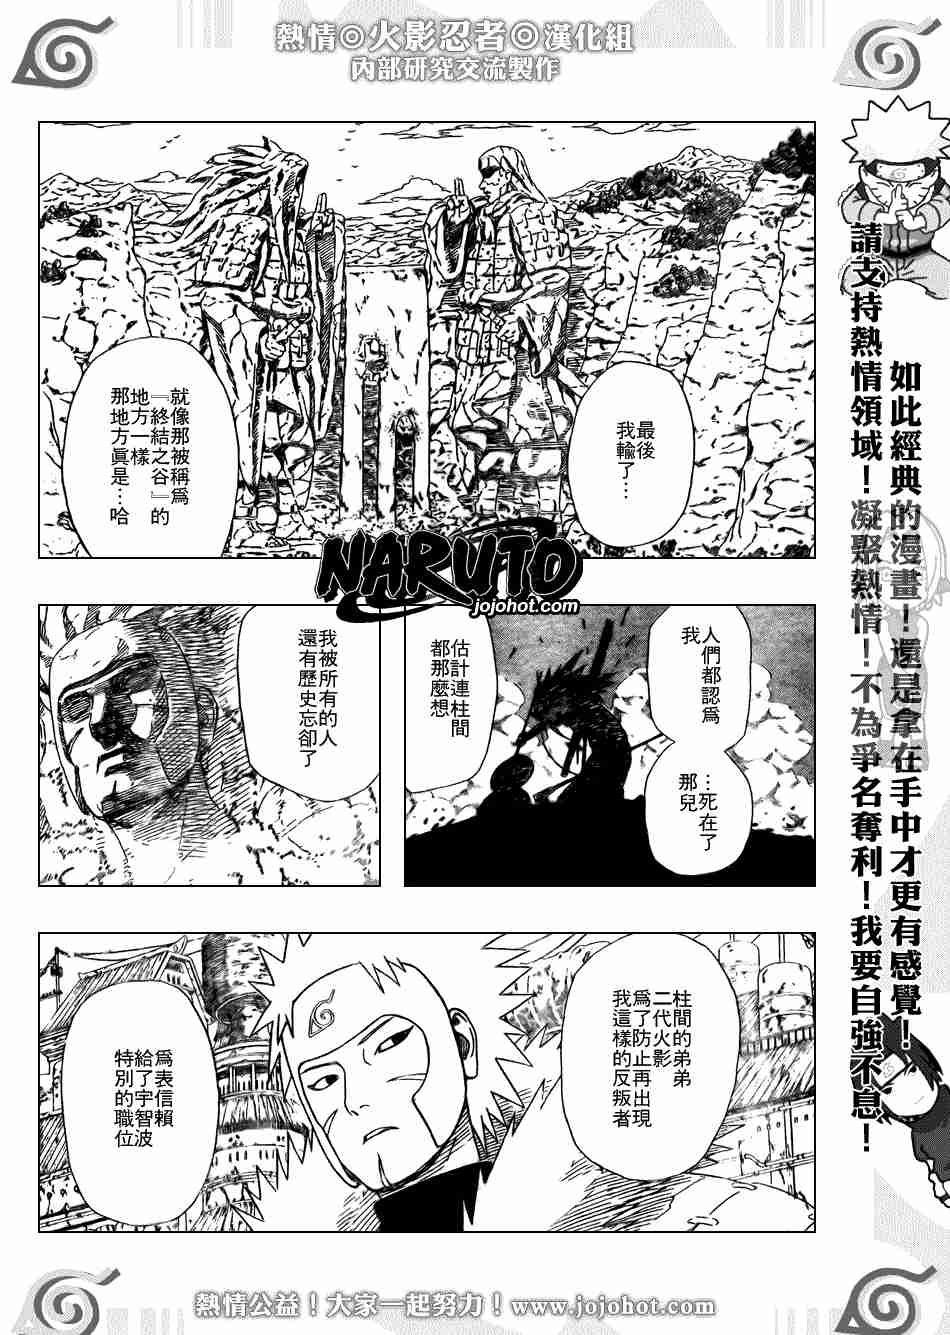 熱情◎火影忍者◎漢化組
內部研究交流製作
最後
我輸了…
就像那被稱為
『終結之谷』的
地方一樣
那地方真是…哈
NARUTO
jojohot.com
人們都認為
我
…死在了
那兒
估計連柱間
都那麼想
我被所有的人
還有歷史忘卻了
柱間的弟弟
二代火影
為了防止再出現
我這樣的反叛者
為表信賴
給了宇智波
特別的職位
如此經典的漫畫！還是拿在手中才更有感覺！
請支持熱情領域！凝聚熱情！不為爭名奪利！我要自強不息！
熱情公益！大家一起努力！www.jojohot.com